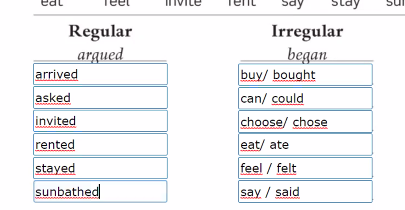 eat feel invite rent say stay
Regular Irregular
argued began
arrived buy/ bought
asked can/ could
invited choose/ chose
rented eat/ ate
stayed feel / felt
sunbathed say / said